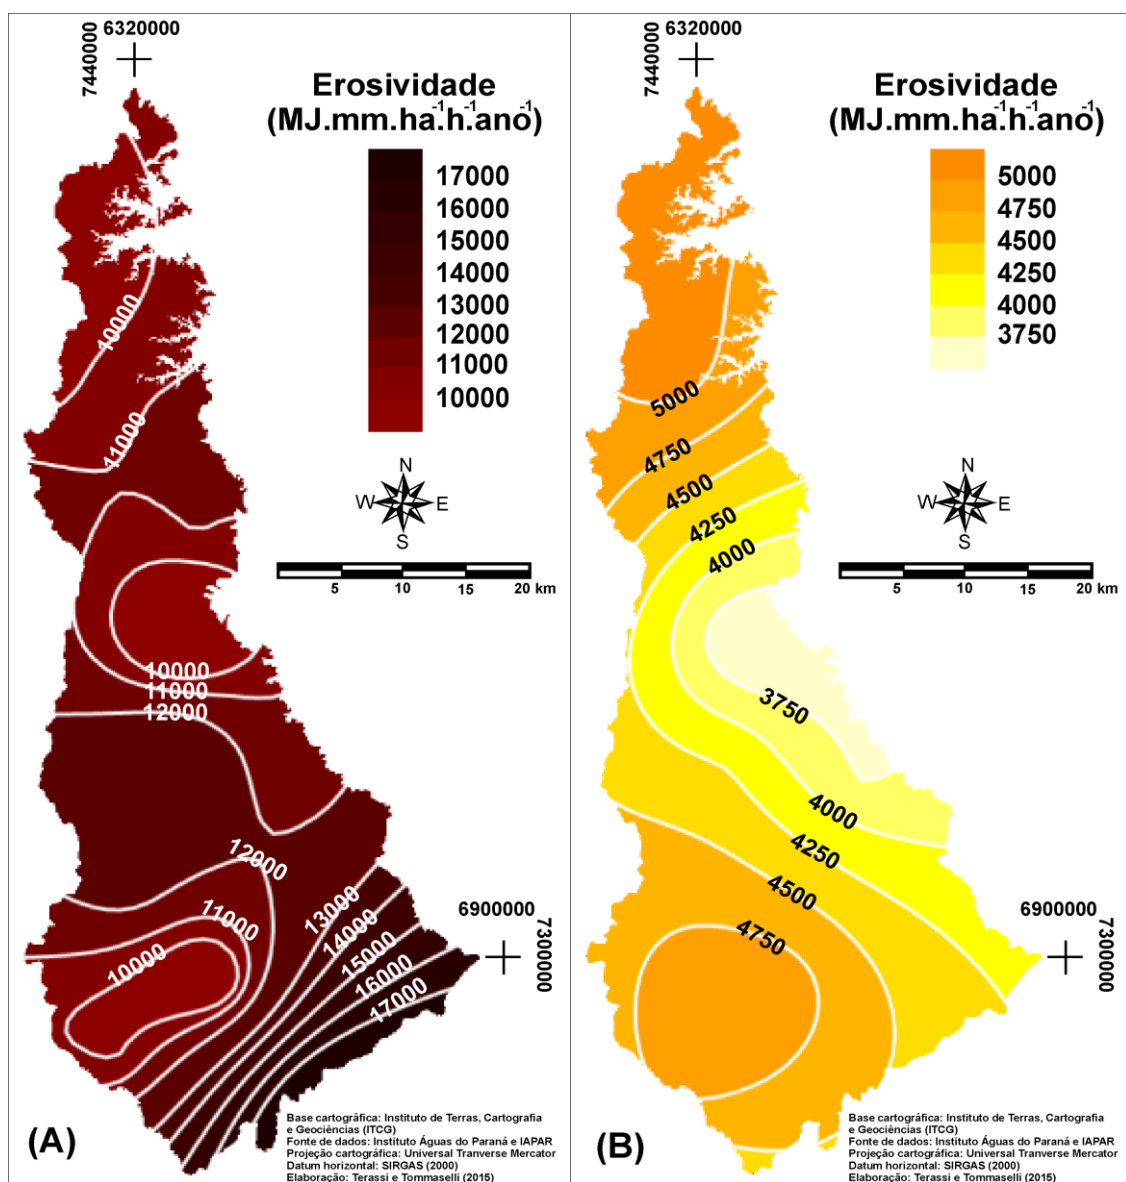 6320000
7440000
Erosividade
(MJ.mm.ha⁻¹.h⁻¹.ano⁻¹)
17000
16000
15000
14000
13000
12000
11000
10000
N
W E
S
5 10 15 20 km
10000
11000
10000
11000
12000
12000
11000
10000
13000
14000
15000
16000
17000
6900000
7300000
(A)
Base cartográfica: Instituto de Terras, Cartografia
e Geociências (ITCG)
Fonte de dados: Instituto Águas do Paraná e IAPAR
Projeção cartográfica: Universal Tranverse Mercator
Datum horizontal: SIRGAS (2000)
Elaboração: Terassi e Tommaselli (2015)
6320000
7440000
Erosividade
(MJ.mm.ha⁻¹.h⁻¹.ano⁻¹)
5000
4750
4500
4250
4000
3750
N
W E
S
5 10 15 20 km
5000
4750
4500
4250
4000
3750
4000
4250
4500
4750
6900000
7300000
(B)
Base cartográfica: Instituto de Terras, Cartografia
e Geociências (ITCG)
Fonte de dados: Instituto Águas do Paraná e IAPAR
Projeção cartográfica: Universal Tranverse Mercator
Datum horizontal: SIRGAS (2000)
Elaboração: Terassi e Tommaselli (2015)